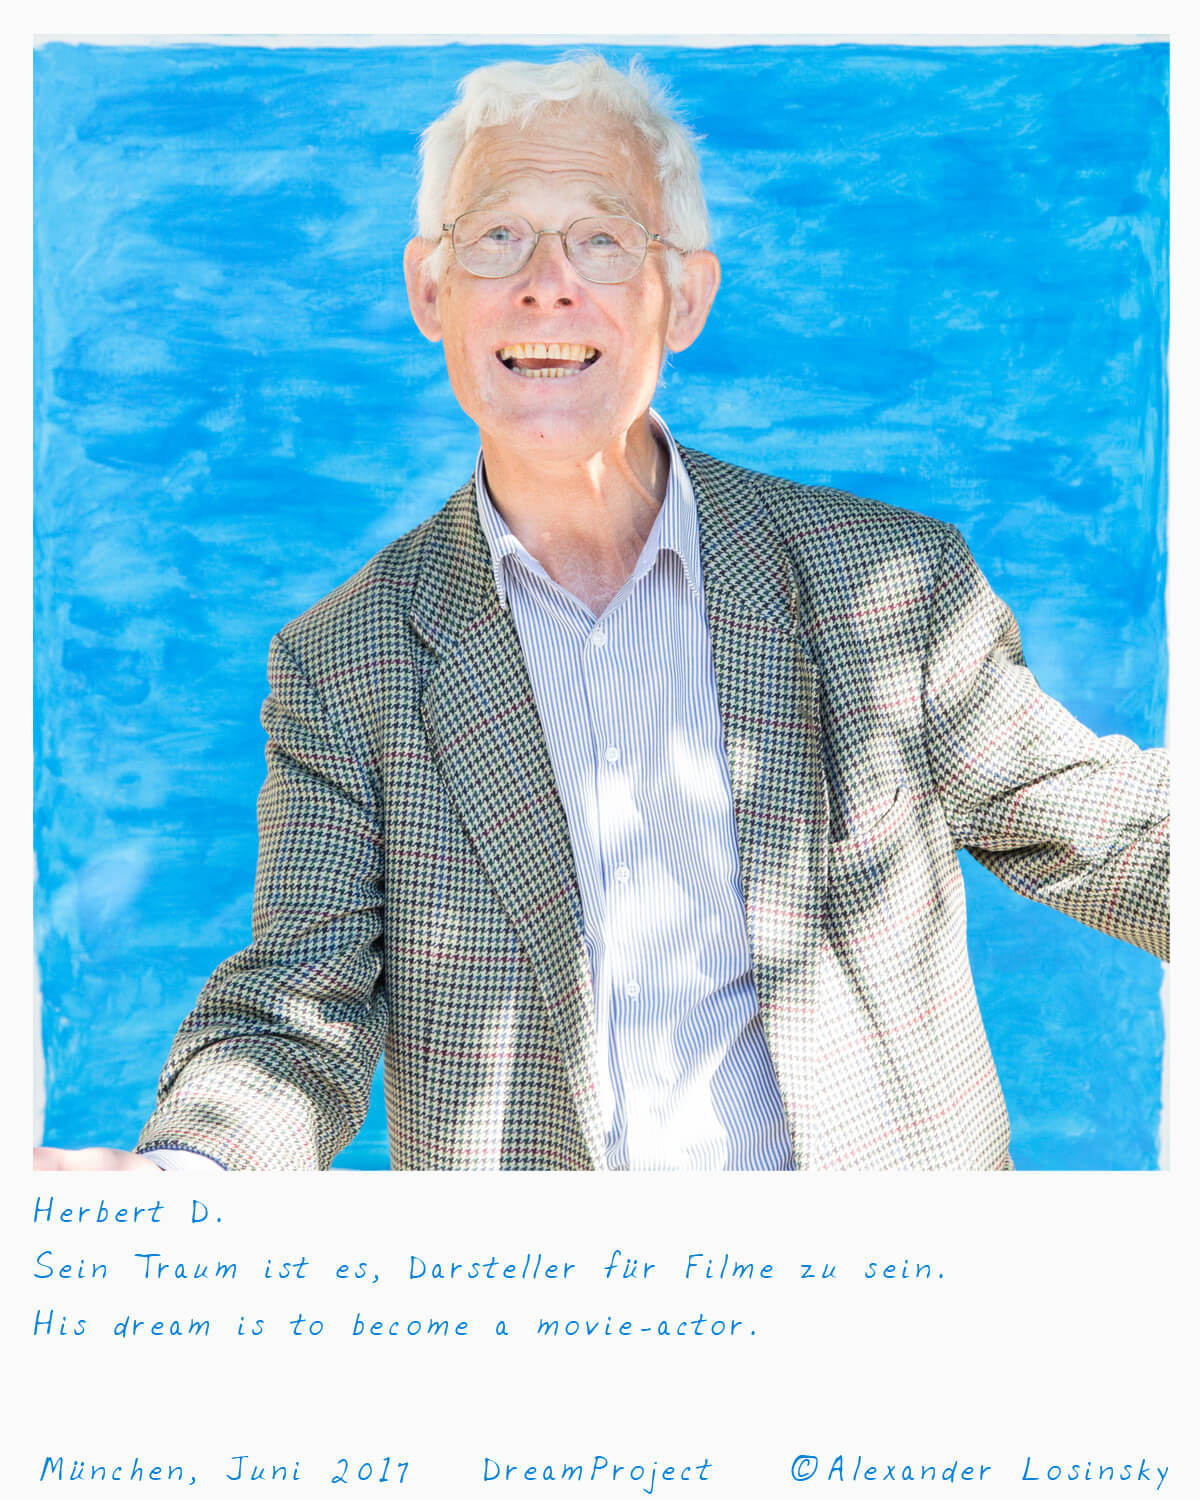 Herbert D.
Sein Traum ist es, Darsteller für Filme zu sein.
His dream is to become a movie-actor.
München, Juni 2017 DreamProject ©Alexander Losinsky